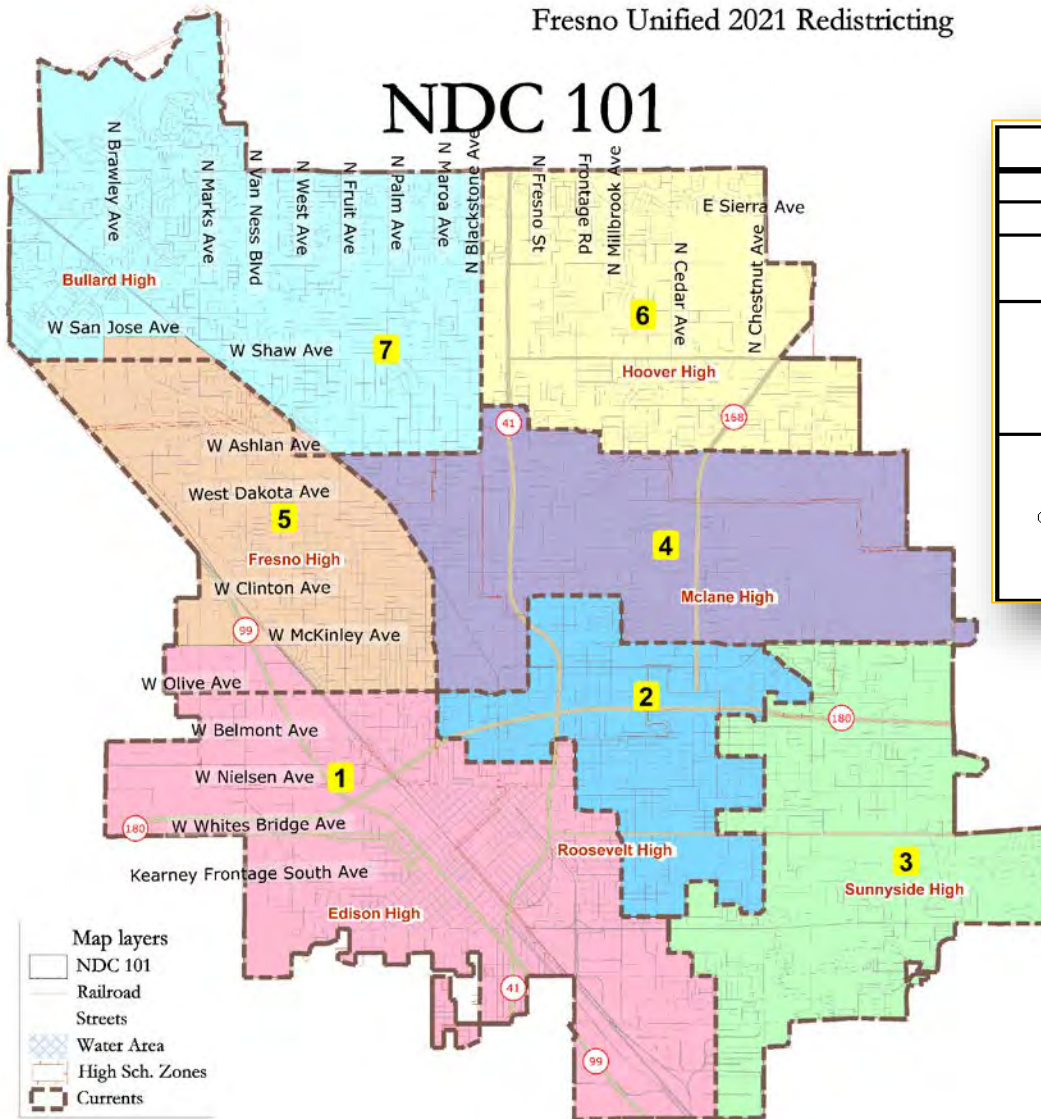 Fresno Unified 2021 Redistricting
NDC 101
N Brawley Ave
N Marks Ave
N Van Ness Blvd
N West Ave
N Fruit Ave
N Palm Ave
N Maroa Ave
N Blackstone Ave
N Fresno St
Frontage Rd
N Millbrook Ave
N Cedar Ave
N Chestnut Ave
E Sierra Ave
Bullard High
6
W San Jose Ave
W Shaw Ave
7
Hoover High
41
168
W Ashlan Ave
West Dakota Ave
5
4
Fresno High
W Clinton Ave
Mclane High
99
W McKinley Ave
W Olive Ave
2
180
W Belmont Ave
W Nielsen Ave
1
180
W Whites Bridge Ave
Roosevelt High
3
Kearney Frontage South Ave
Sunnyside High
Edison High
Map layers
NDC 101
Railroad
Streets
Water Area
High Sch. Zones
Currents
41
99